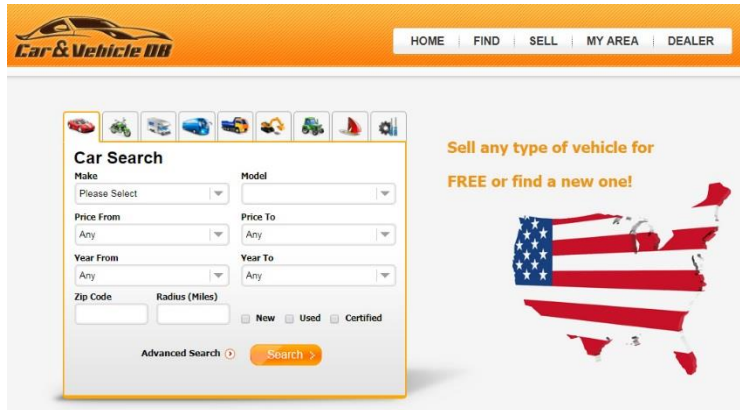 Car & Vehicle DB
HOME FIND SELL MY AREA DEALER
Car Search
Make Model
Please Select
Price From Price To
Any Any
Year From Year To
Any Any
Zip Code Radius (Miles)
New Used Certified
Advanced Search Search
Sell any type of vehicle for
FREE or find a new one!